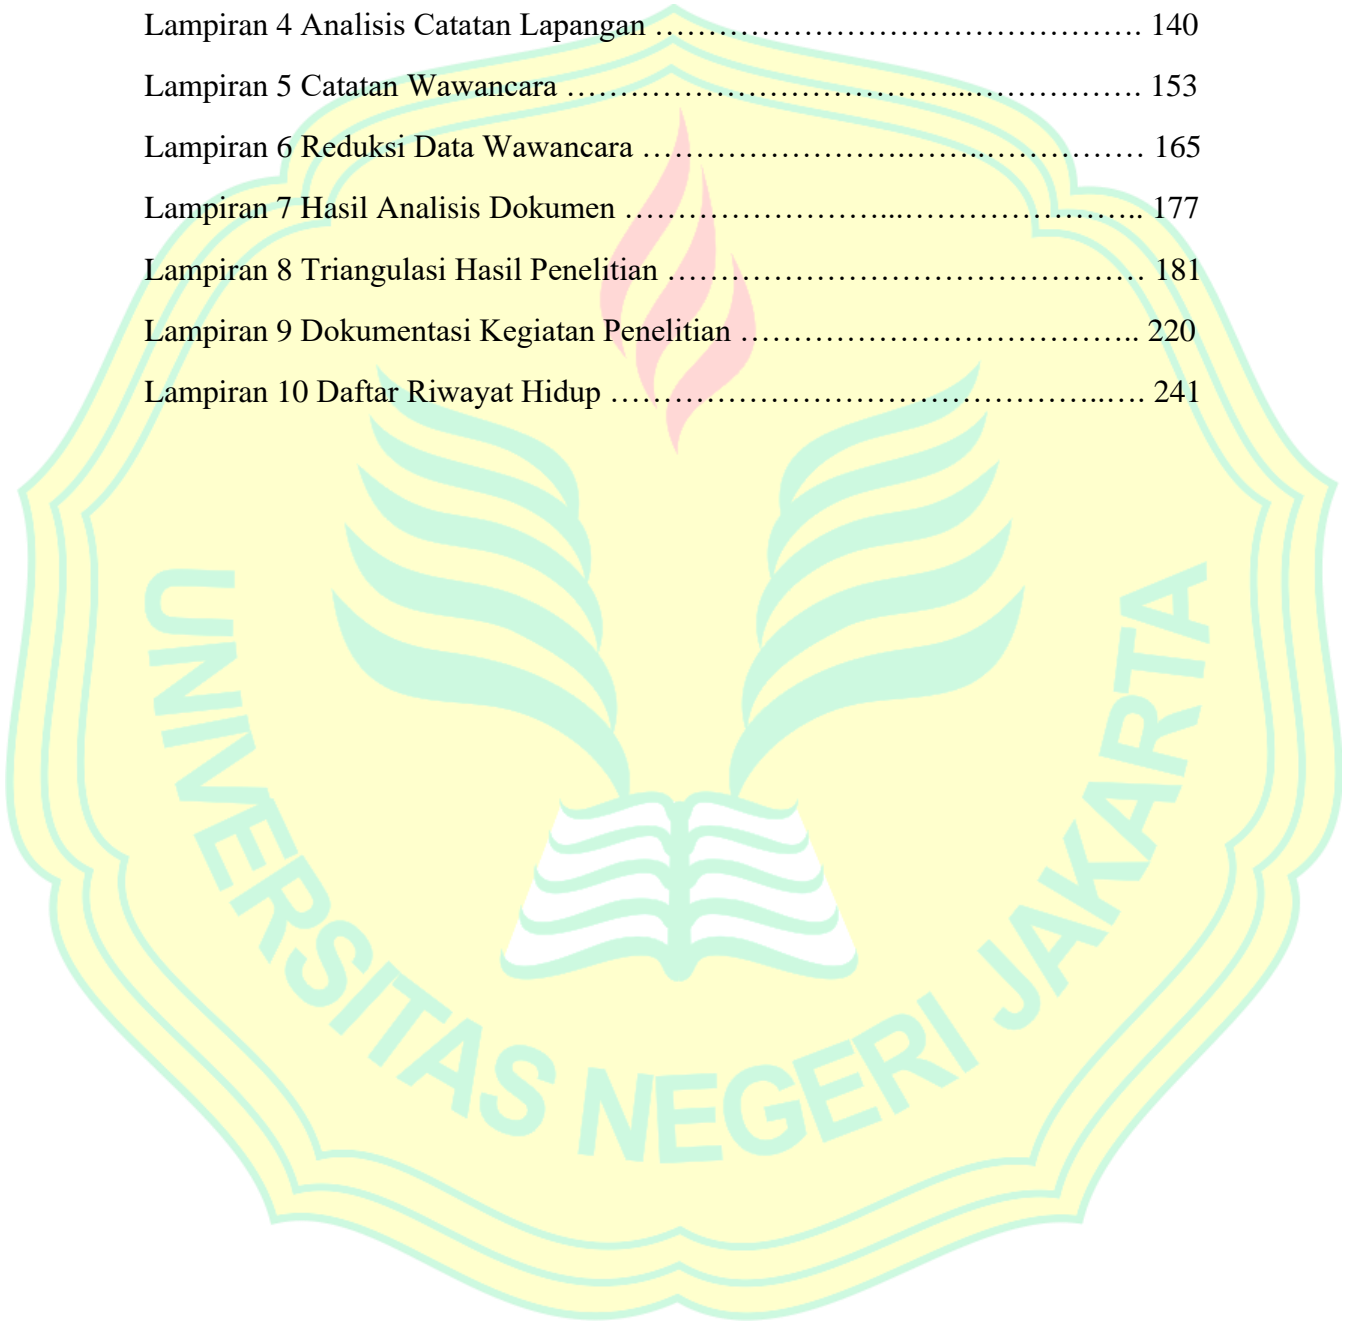 Lampiran 4 Analisis Catatan Lapangan ………………………………………. 140
Lampiran 5 Catatan Wawancara ………………………………...……………. 153
Lampiran 6 Reduksi Data Wawancara …………………….……..…………… 165
Lampiran 7 Hasil Analisis Dokumen ……………………...………………….. 177
Lampiran 8 Triangulasi Hasil Penelitian ……………………………………… 181
Lampiran 9 Dokumentasi Kegiatan Penelitian ……………………………….. 220
Lampiran 10 Daftar Riwayat Hidup ………………………………………..…. 241
UNIVERSITAS NEGERI JAKARTA